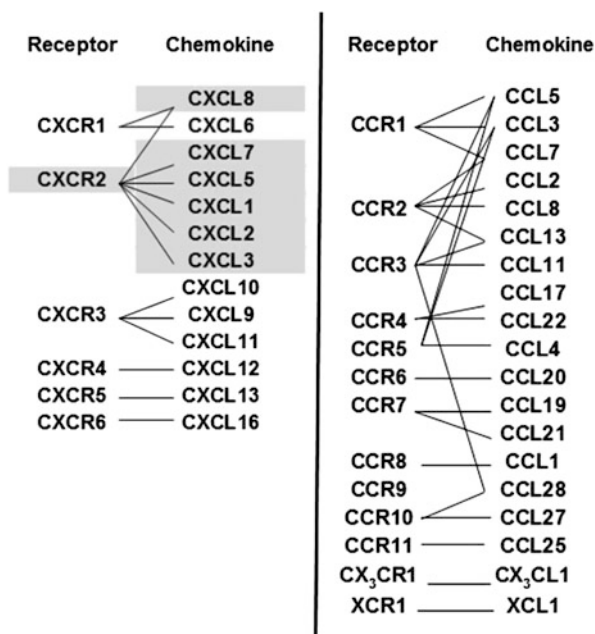 Receptor Chemokine
CXCL8
CXCR1 CXCL6
CXCL7
CXCR2 CXCL5
CXCL1
CXCL2
CXCL3
CXCL10
CXCR3 CXCL9
CXCL11
CXCR4 CXCL12
CXCR5 CXCL13
CXCR6 CXCL16
Receptor Chemokine
CCL5
CCR1 CCL3
CCL7
CCL2
CCR2 CCL8
CCL13
CCR3 CCL11
CCL17
CCR4 CCL22
CCR5 CCL4
CCR6 CCL20
CCR7 CCL19
CCL21
CCR8 CCL1
CCR9 CCL28
CCR10 CCL27
CCR11 CCL25
CX₃CR1 CX₃CL1
XCR1 XCL1